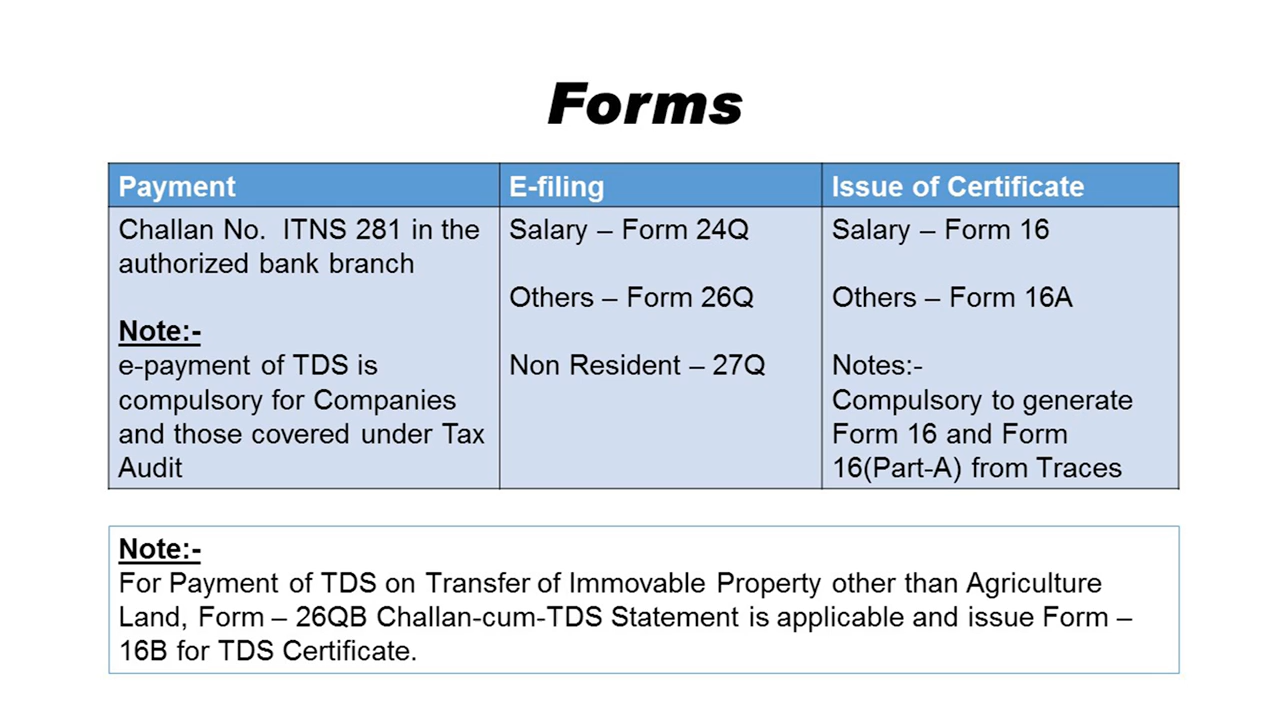 Forms
Payment
E-filing
Issue of Certificate
Challan No. ITNS 281 in the
authorized bank branch
Note:-
e-payment of TDS is
compulsory for Companies
and those covered under Tax
Audit
Salary – Form 24Q
Others – Form 26Q
Non Resident – 27Q
Salary – Form 16
Others – Form 16A
Notes:-
Compulsory to generate
Form 16 and Form
16(Part-A) from Traces
Note:-
For Payment of TDS on Transfer of Immovable Property other than Agriculture
Land, Form – 26QB Challan-cum-TDS Statement is applicable and issue Form –
16B for TDS Certificate.